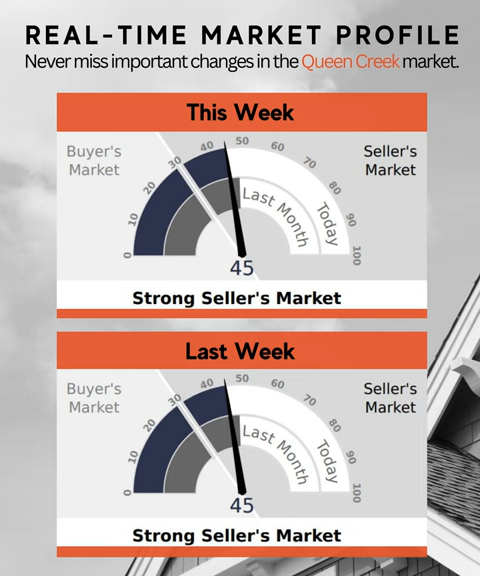 REAL-TIME MARKET PROFILE
Never miss important changes in the Queen Creek market.
This Week
Buyer's
Market
Seller's
Market
0
10
20
30
40
50
60
70
80
90
100
Last Month
Today
45
Strong Seller's Market
Last Week
Buyer's
Market
Seller's
Market
0
10
20
30
40
50
60
70
80
90
100
Last Month
Today
45
Strong Seller's Market